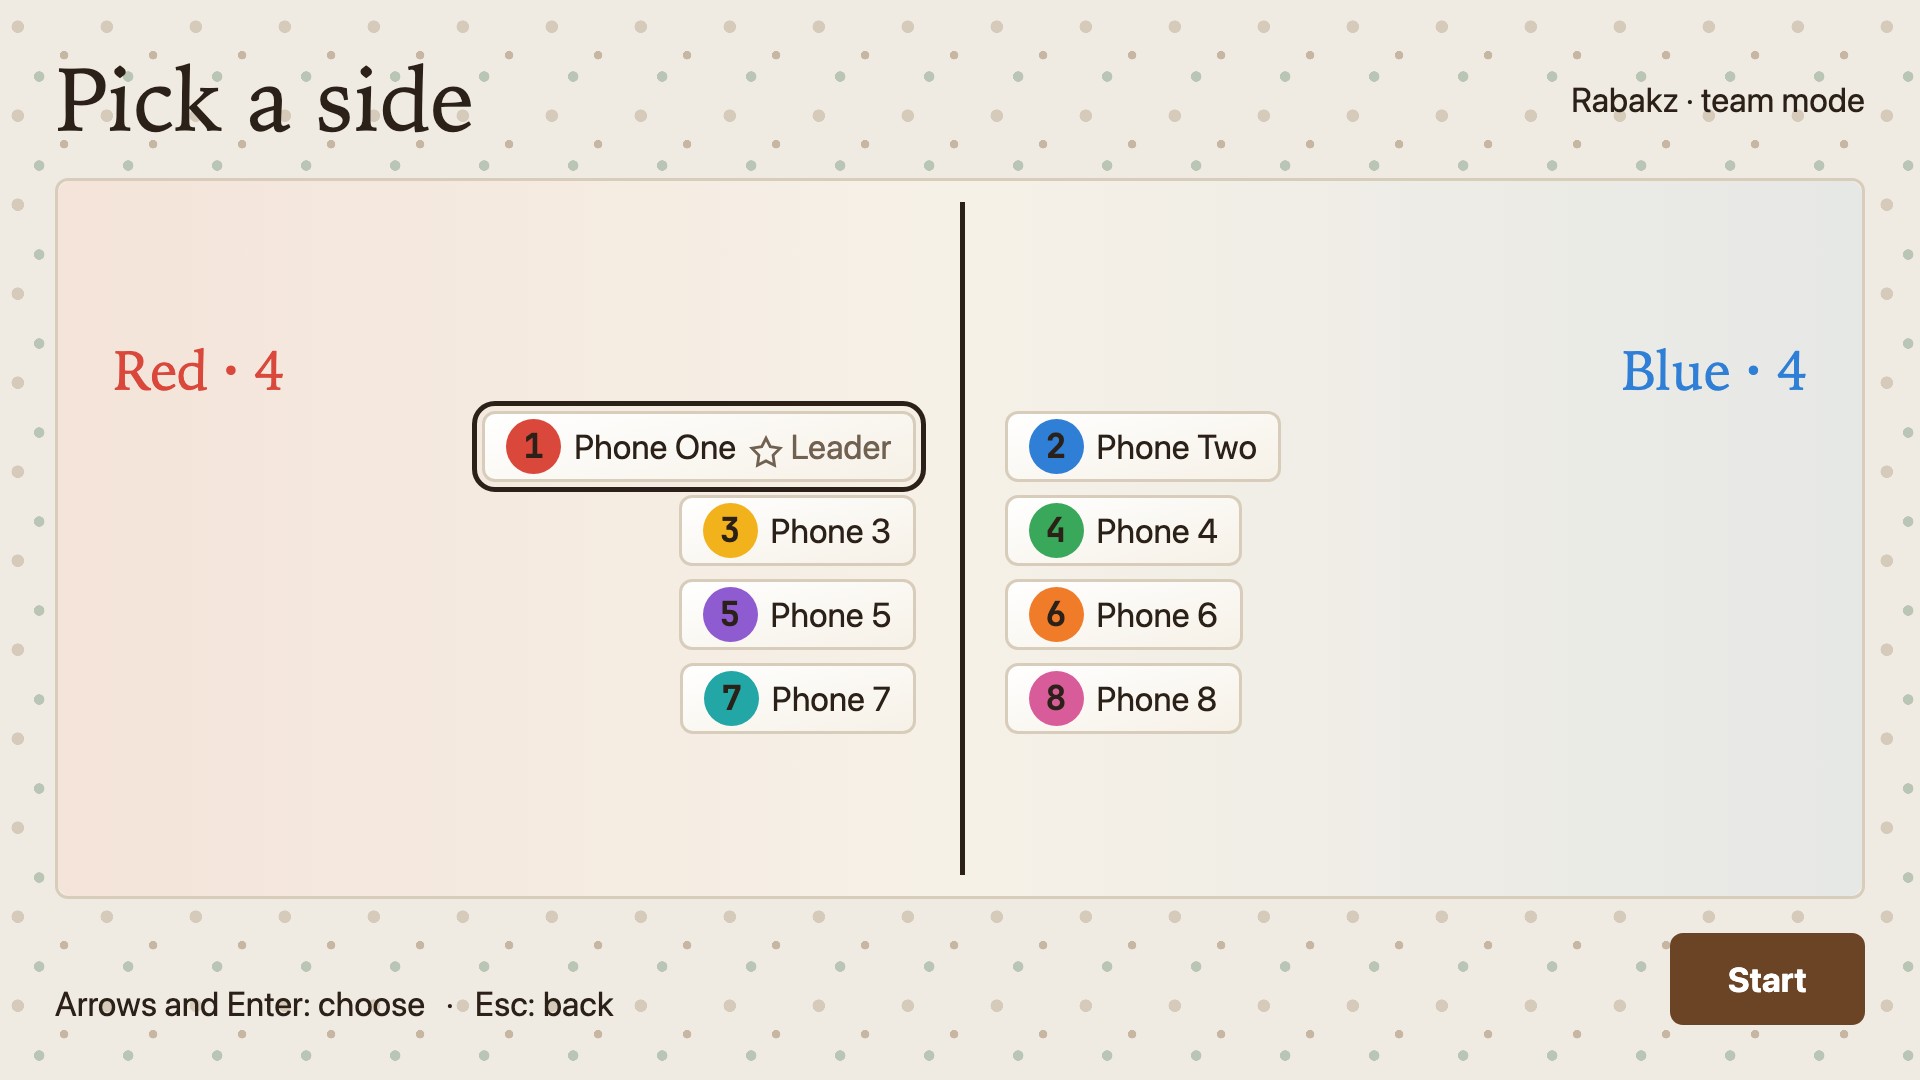 Pick a side
Rabakz · team mode
Red · 4
Blue · 4
1 Phone One ☆ Leader
2 Phone Two
3 Phone 3
4 Phone 4
5 Phone 5
6 Phone 6
7 Phone 7
8 Phone 8
Start
Arrows and Enter: choose · Esc: back